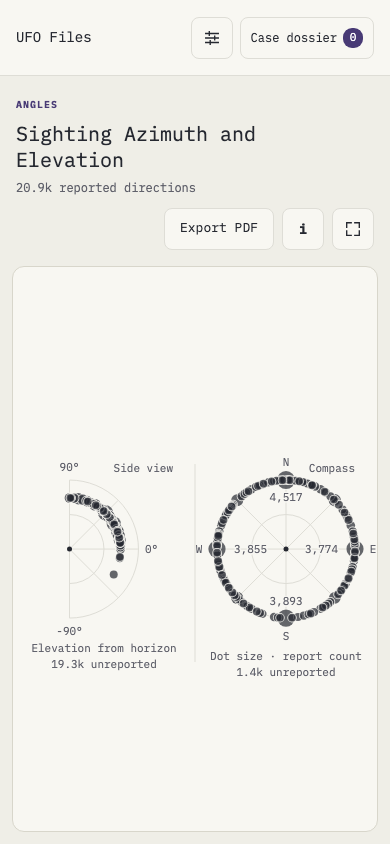 UFO Files
Case dossier 0
ANGLES
Sighting Azimuth and
Elevation
20.9k reported directions
Export PDF
i
90°
Side view
0°
-90°
Elevation from horizon
19.3k unreported
N
Compass
4,517
W
3,855
3,774
E
3,893
S
Dot size · report count
1.4k unreported